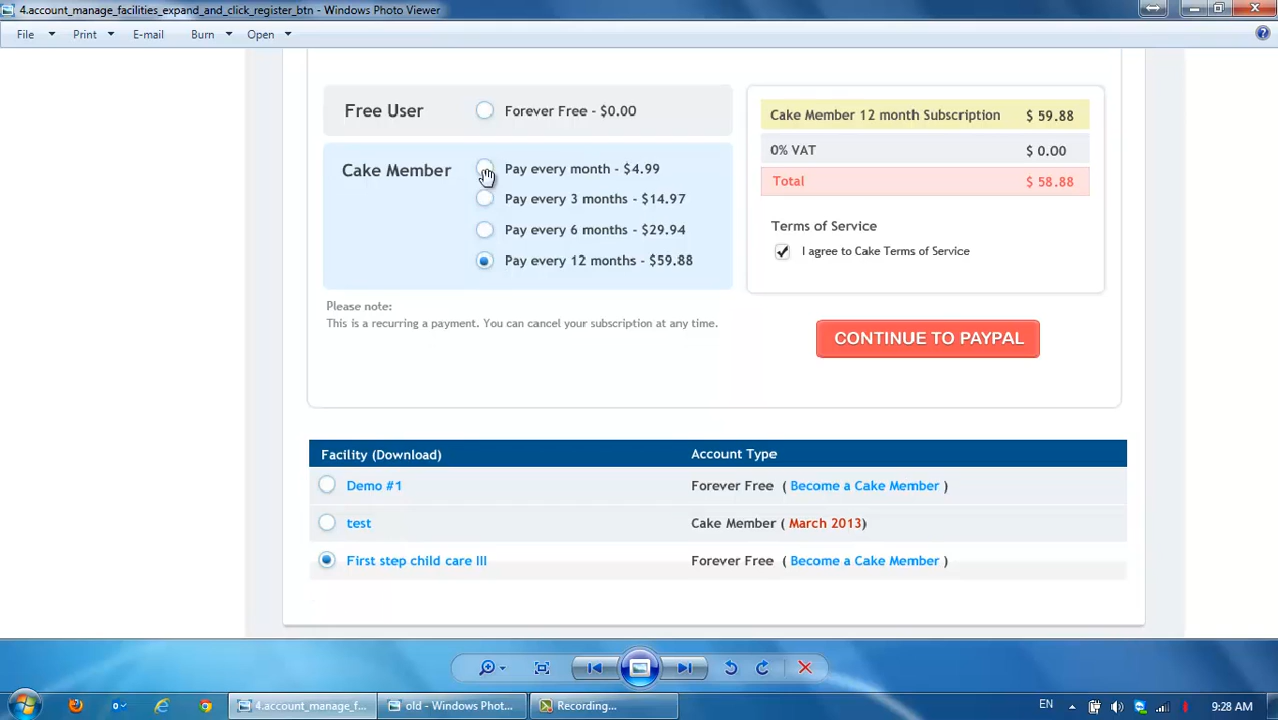 4.account_manage_facilities_expand_and_click_register_btn - Windows Photo Viewer
File Print E-mail Burn Open
Free User Forever Free - $0.00
Cake Member Pay every month - $4.99
Pay every 3 months - $14.97
Pay every 6 months - $29.94
Pay every 12 months - $59.88
Please note:
This is a recurring a payment. You can cancel your subscription at any time.
Cake Member 12 month Subscription $ 59.88
0% VAT $ 0.00
Total $ 58.88
Terms of Service
I agree to Cake Terms of Service
CONTINUE TO PAYPAL
Facility (Download) Account Type
Demo #1 Forever Free ( Become a Cake Member )
test Cake Member ( March 2013)
First step child care III Forever Free ( Become a Cake Member )
4.account_manage_f... old - Windows Phot... Recording... EN 9:28 AM